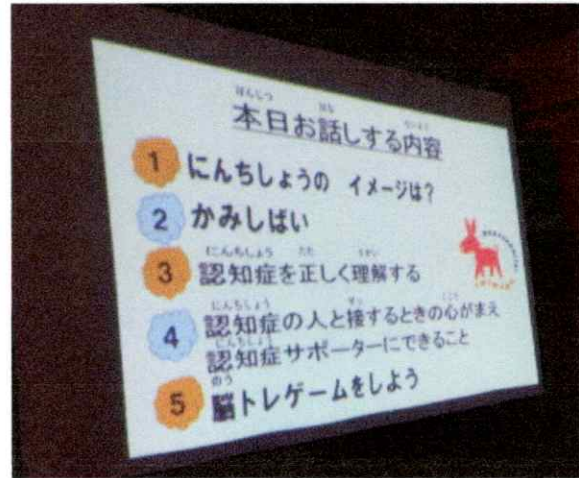 本日お話しする内容
1 にんちしょうの イメージは?
2 かみしばい
3 認知症を正しく理解する
4 認知症の人と接するときの心がまえ
認知症サポーターにできること
5 脳トレゲームをしよう